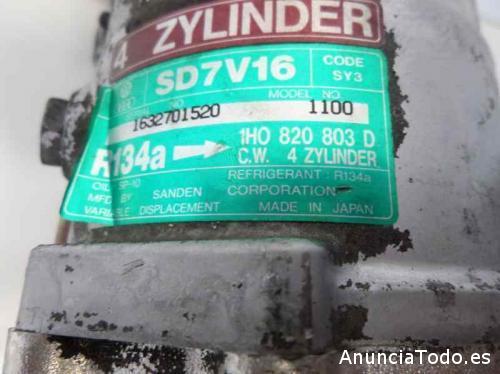 4 ZYLINDER
SD7V16
CODE
SY3
NO
MODEL NO
1632701520
1100
R134a
1H0 820 803 D
C.W. 4 ZYLINDER
REFRIGERANT : R134a
OIL SP-10
MFD BY SANDEN CORPORATION
VARIABLE DISPLACEMENT
MADE IN JAPAN
AnunciaTodo.es